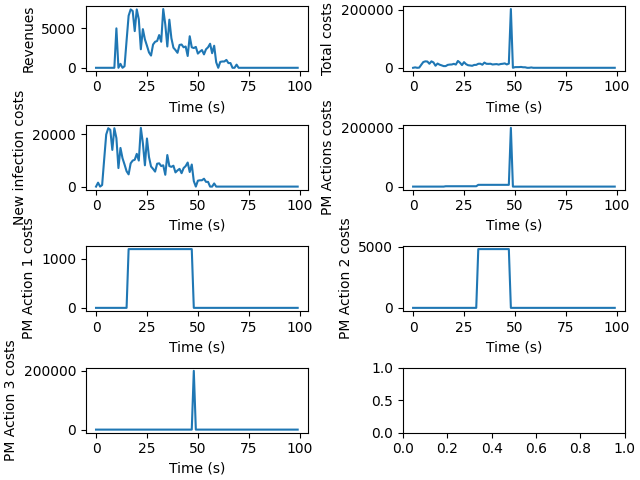 Revenues
5000
0
0 25 50 75 100
Time (s)
Total costs
200000
0
0 25 50 75 100
Time (s)
New infection costs
20000
0
0 25 50 75 100
Time (s)
PM Actions costs
200000
0
0 25 50 75 100
Time (s)
PM Action 1 costs
1000
0
0 25 50 75 100
Time (s)
PM Action 2 costs
5000
0
0 25 50 75 100
Time (s)
PM Action 3 costs
200000
0
0 25 50 75 100
Time (s)
1.0
0.5
0.0
0.0 0.2 0.4 0.6 0.8 1.0